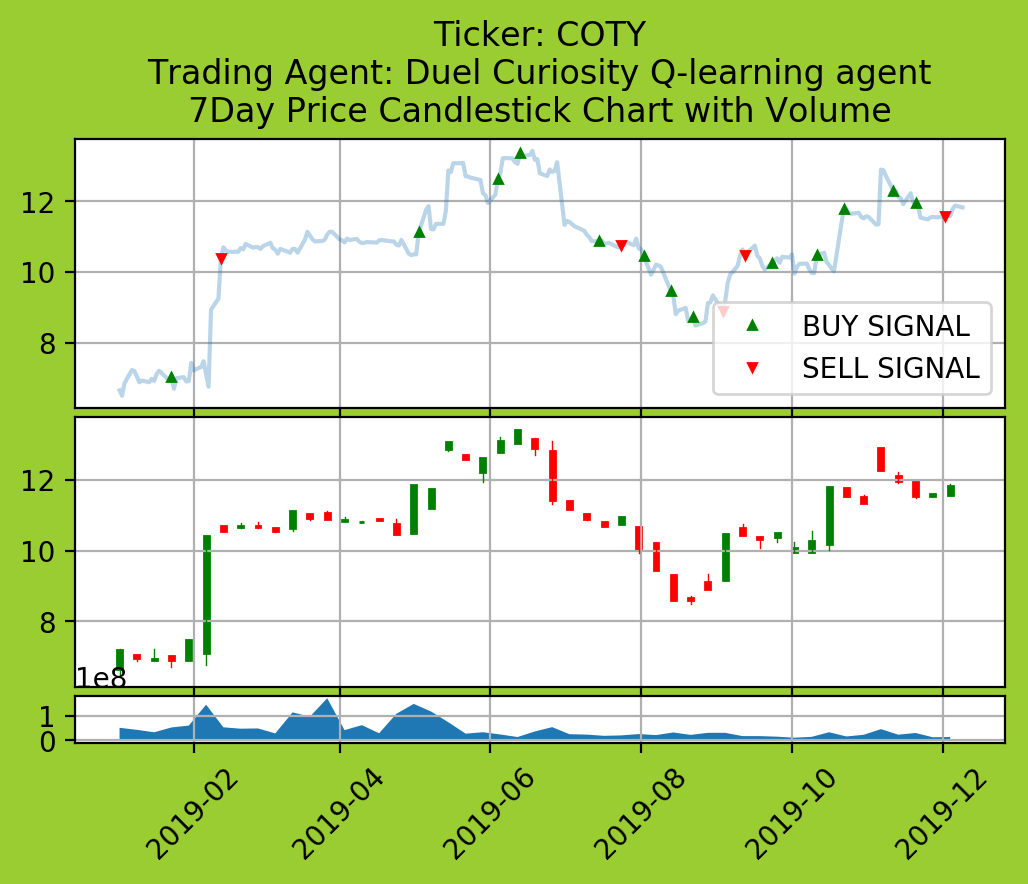 Ticker: COTY
Trading Agent: Duel Curiosity Q-learning agent
7Day Price Candlestick Chart with Volume
12
10
8
BUY SIGNAL
SELL SIGNAL
12
10
8
1e8
1
0
2019-02
2019-04
2019-06
2019-08
2019-10
2019-12